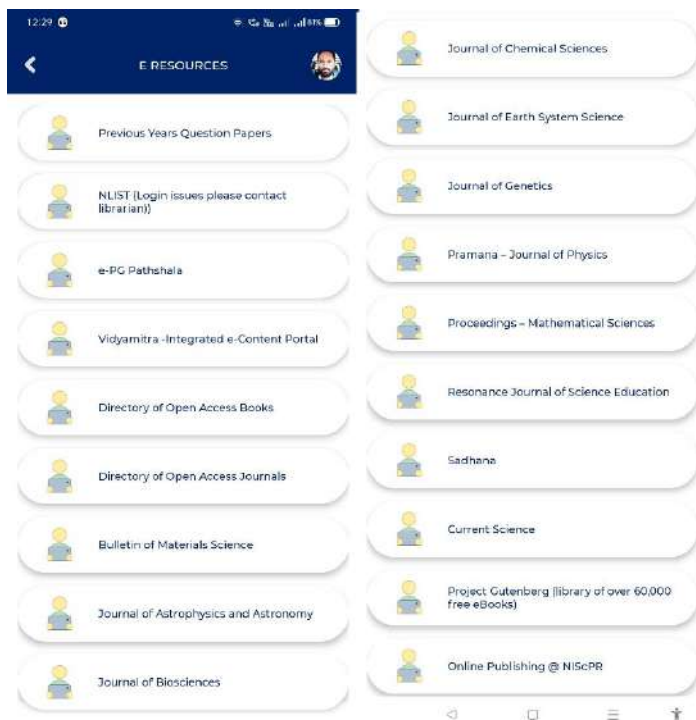 12:29
87%
E RESOURCES
Previous Years Question Papers
NLIST (Login issues please contact
librarian))
e-PG Pathshala
Vidyamitra -Integrated e-Content Portal
Directory of Open Access Books
Directory of Open Access Journals
Bulletin of Materials Science
Journal of Astrophysics and Astronomy
Journal of Biosciences
Journal of Chemical Sciences
Journal of Earth System Science
Journal of Genetics
Pramana – Journal of Physics
Proceedings – Mathematical Sciences
Resonance Journal of Science Education
Sadhana
Current Science
Project Gutenberg (library of over 60,000
free eBooks)
Online Publishing @ NIScPR